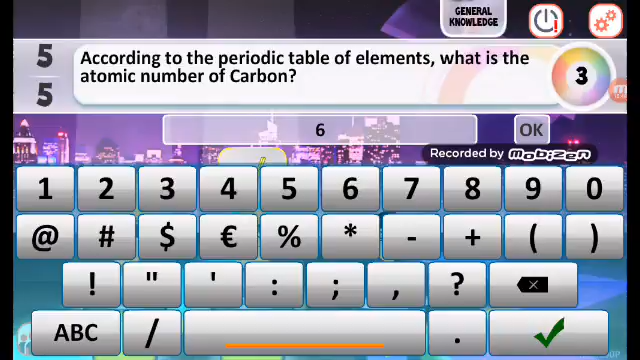 GENERAL
KNOWLEDGE
5
5
According to the periodic table of elements, what is the
atomic number of Carbon?
3
6
OK
Recorded by mobizen
1 2 3 4 5 6 7 8 9 0
@ # $ € % * - + ( )
! " ' : ; , ?
ABC / .